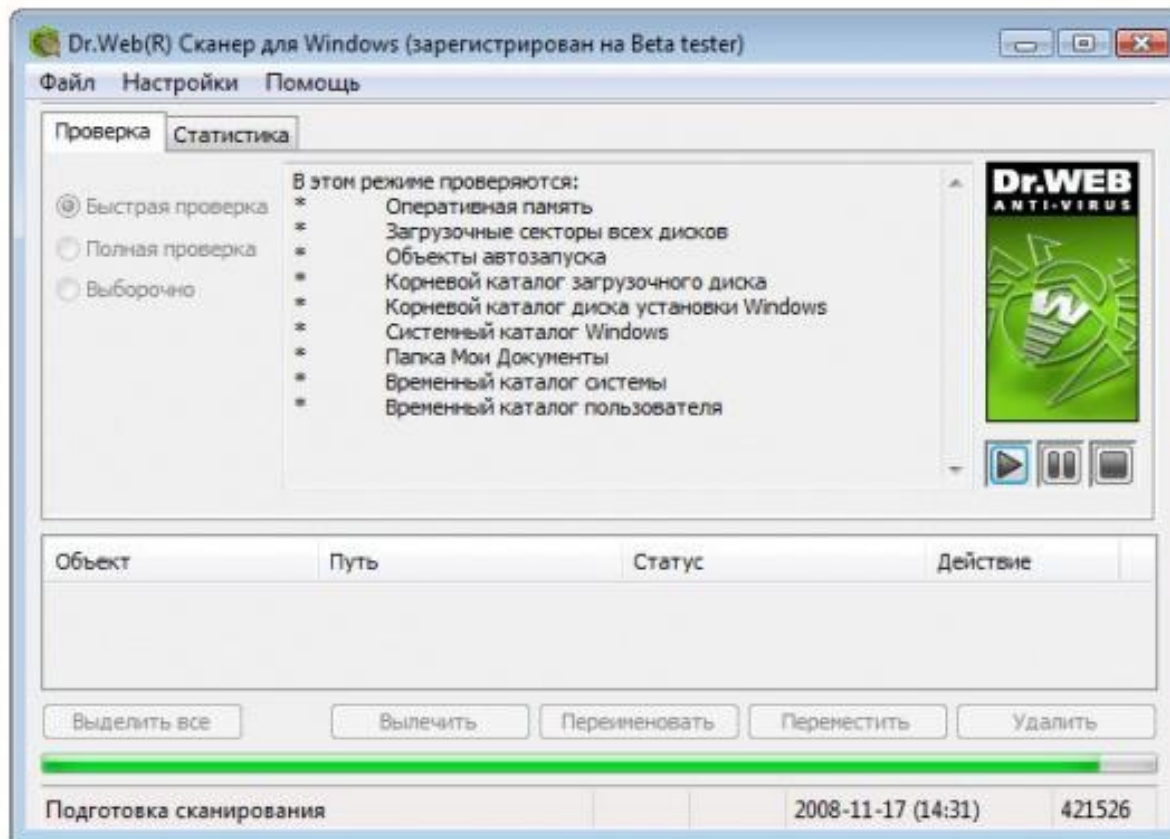 Dr.Web(R) Сканер для Windows (зарегистрирован на Beta tester)
Файл Настройки Помощь
Проверка Статистика
Быстрая проверка
Полная проверка
Выборочно
В этом режиме проверяются:
* Оперативная память
* Загрузочные секторы всех дисков
* Объекты автозапуска
* Корневой каталог загрузочного диска
* Корневой каталог диска установки Windows
* Системный каталог Windows
* Папка Мои Документы
* Временный каталог системы
* Временный каталог пользователя
Dr.WEB
ANTI-VIRUS
Объект Путь Статус Действие
Выделить все Вылечить Переименовать Переместить Удалить
Подготовка сканирования 2008-11-17 (14:31) 421526